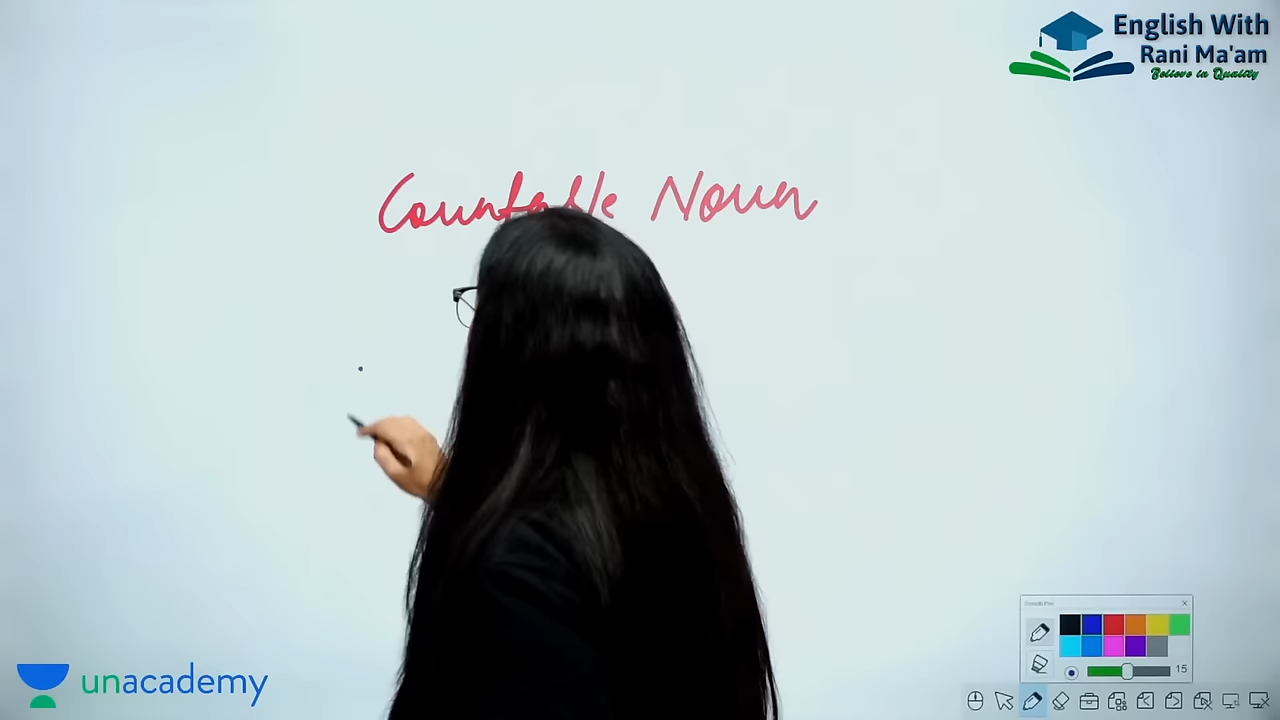 English With
Rani Ma'am
Believe in Quality
Countable Noun
15
unacademy